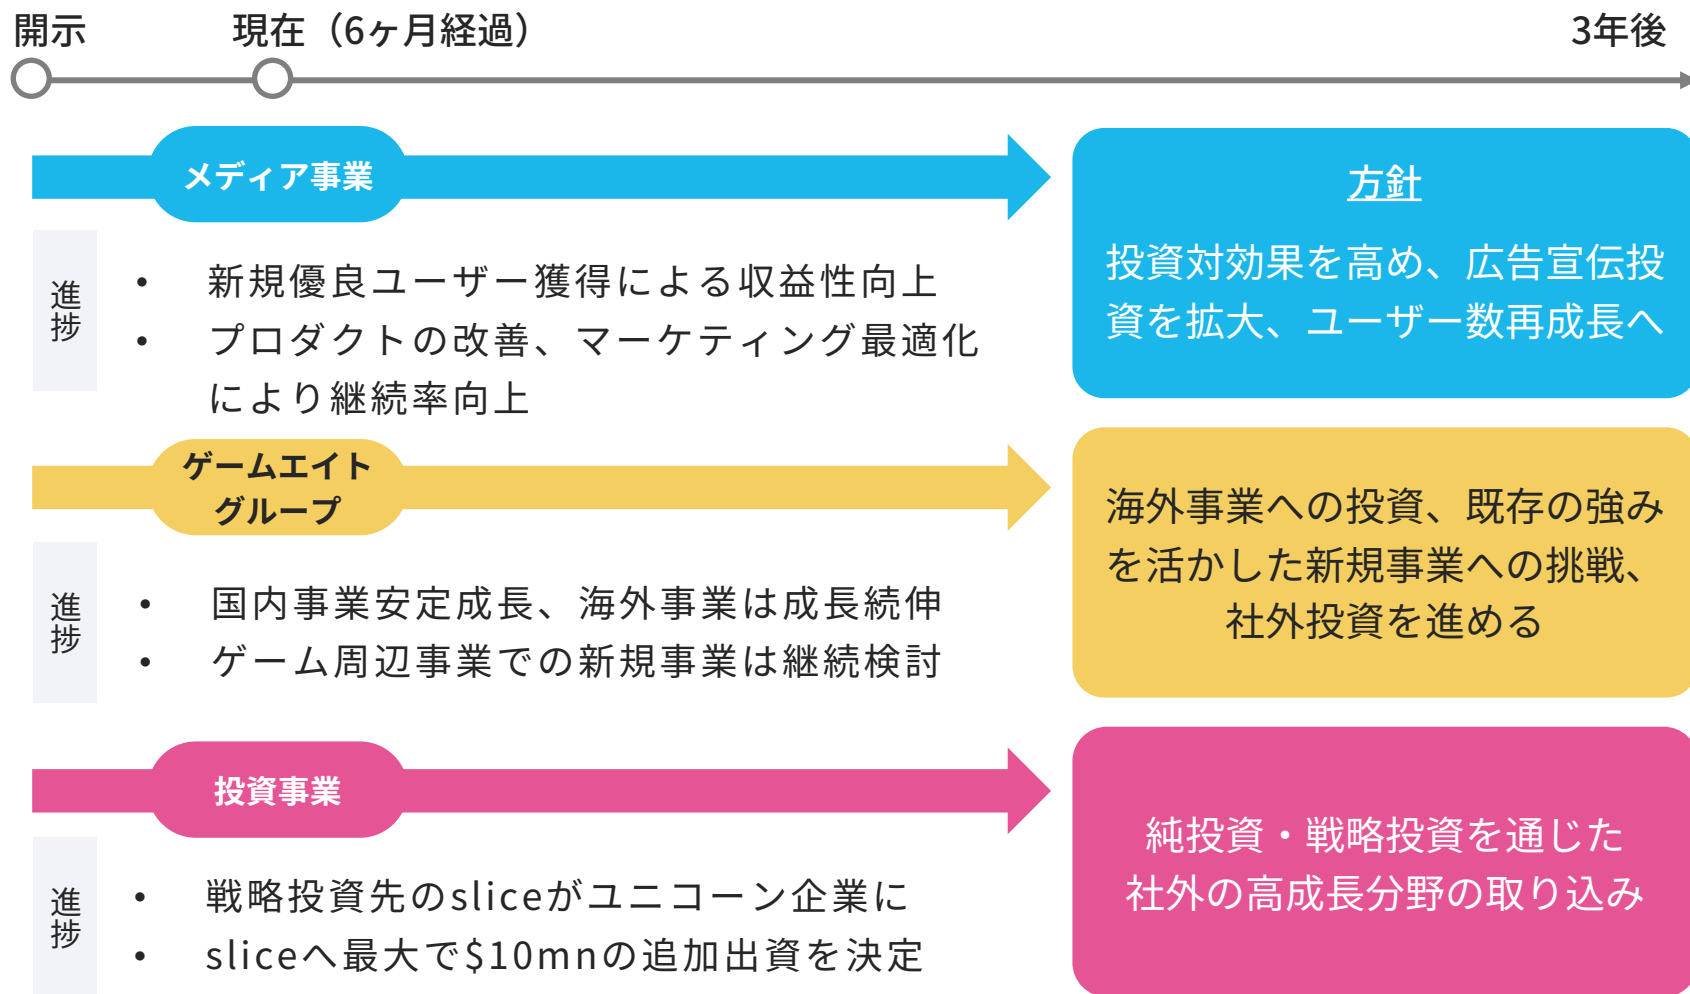 開示
現在（6ヶ月経過）
3年後
メディア事業
進捗
• 新規優良ユーザー獲得による収益性向上
• プロダクトの改善、マーケティング最適化
により継続率向上
方針
投資対効果を高め、広告宣伝投
資を拡大、ユーザー数再成長へ
ゲームエイト
グループ
進捗
• 国内事業安定成長、海外事業は成長続伸
• ゲーム周辺事業での新規事業は継続検討
海外事業への投資、既存の強み
を活かした新規事業への挑戦、
社外投資を進める
投資事業
進捗
• 戦略投資先のsliceがユニコーン企業に
• sliceへ最大で$10mnの追加出資を決定
純投資・戦略投資を通じた
社外の高成長分野の取り込み